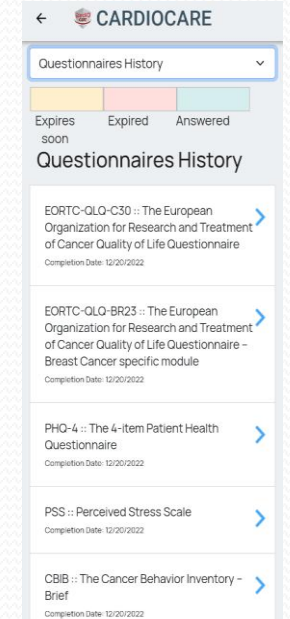 CARDIOCARE
Questionnaires History
Expires soon
Expired
Answered
Questionnaires History
EORTC-QLQ-C30 :: The European
Organization for Research and Treatment
of Cancer Quality of Life Questionnaire
Completion Date: 12/20/2022
EORTC-QLQ-BR23 :: The European
Organization for Research and Treatment
of Cancer Quality of Life Questionnaire –
Breast Cancer specific module
Completion Date: 12/20/2022
PHQ-4 :: The 4-item Patient Health
Questionnaire
Completion Date: 12/20/2022
PSS :: Perceived Stress Scale
Completion Date: 12/20/2022
CBIB :: The Cancer Behavior Inventory –
Brief
Completion Date: 12/20/2022